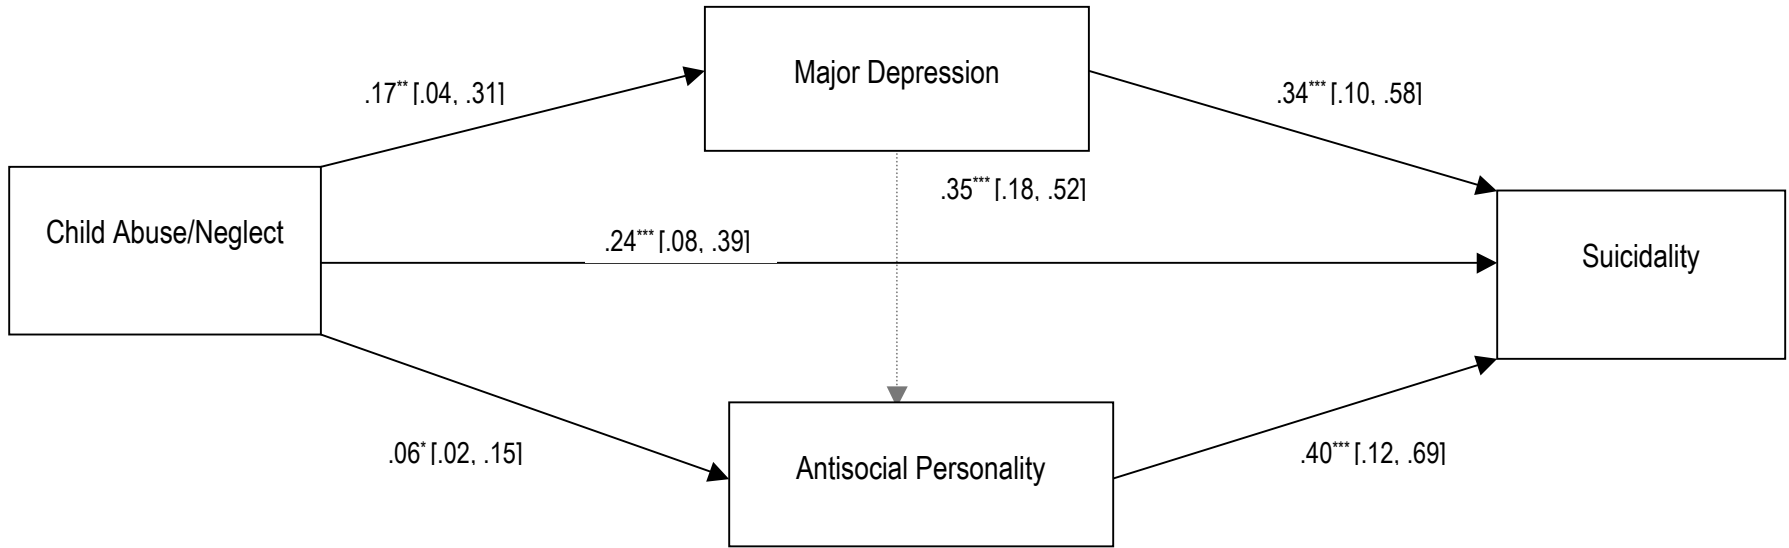 Major Depression
.17** [.04, .31]
.34*** [.10, .58]
.35*** [.18, .52]
Child Abuse/Neglect
.24*** [.08, .39]
Suicidality
.06* [.02, .15]
Antisocial Personality
.40*** [.12, .69]